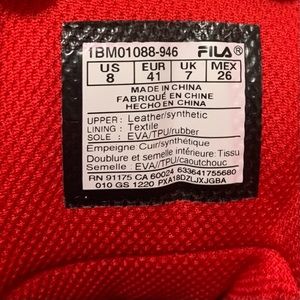 1BM01088-946 FILA
US EUR UK MEX
8 41 7 26
MADE IN CHINA
FABRIQUÉ EN CHINE
HECHO EN CHINA
UPPER: Leather/synthetic
LINING: Textile
SOLE: EVA/TPU/rubber
Empeigne Cuir/synthétique
Doublure et semelle intérieure: Tissu
Semelle: EVA/TPU/caoutchouc
RN 91175 CA 60024 633641755680
010 GS 1220 PXA18DZLJXJGBA